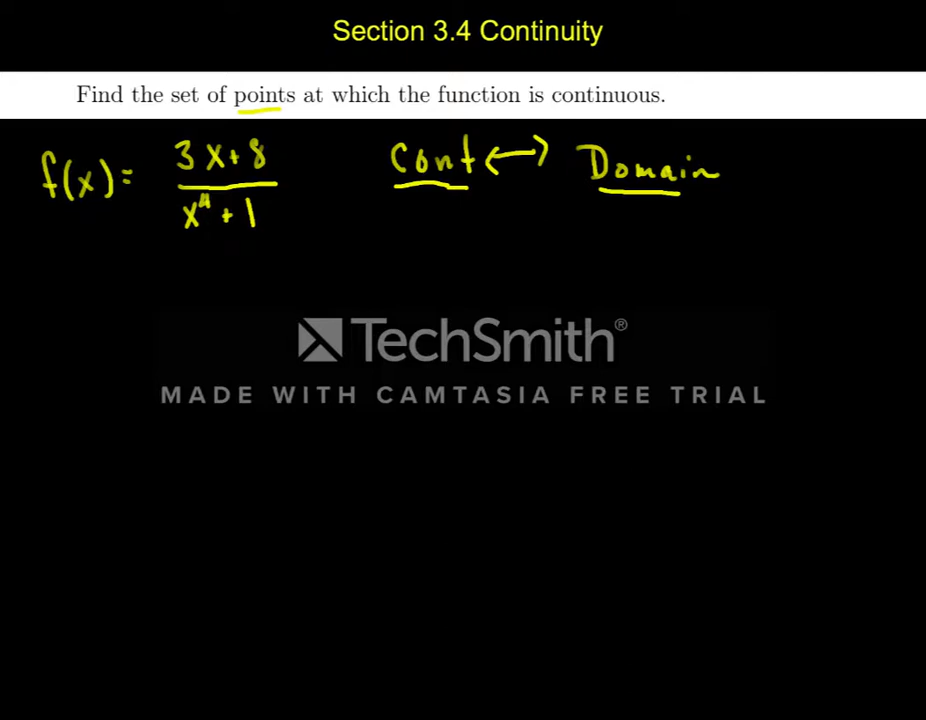 Section 3.4 Continuity
Find the set of points at which the function is continuous.
f(x) = 3x+8 / x⁴+1 Cont ↔ Domain
TechSmith®
MADE WITH CAMTASIA FREE TRIAL